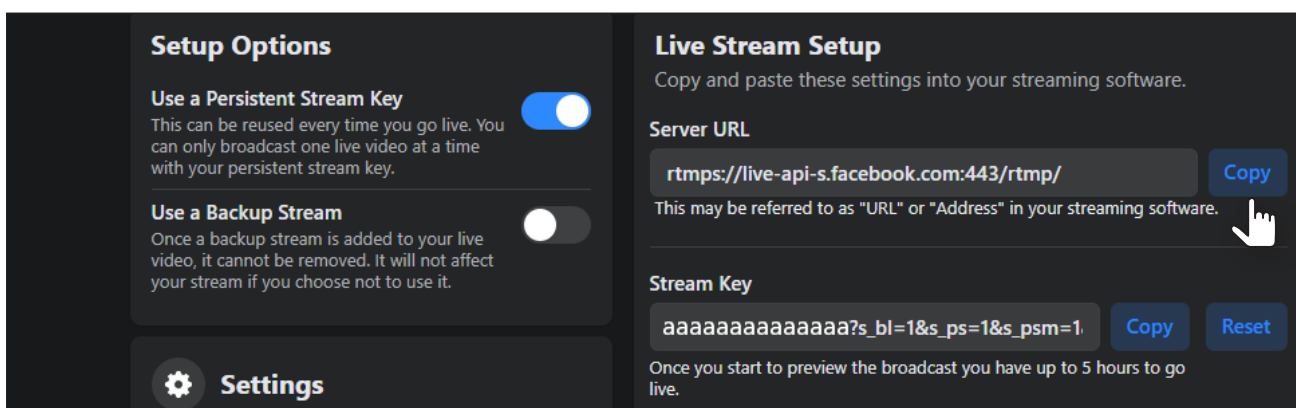 Setup Options
Use a Persistent Stream Key
This can be reused every time you go live. You
can only broadcast one live video at a time
with your persistent stream key.
Use a Backup Stream
Once a backup stream is added to your live
video, it cannot be removed. It will not affect
your stream if you choose not to use it.
Settings
Live Stream Setup
Copy and paste these settings into your streaming software.
Server URL
rtmps://live-api-s.facebook.com:443/rtmp/ Copy
This may be referred to as "URL" or "Address" in your streaming software.
Stream Key
aaaaaaaaaaaaaa?s_bl=1&s_ps=1&s_psm=1 Copy Reset
Once you start to preview the broadcast you have up to 5 hours to go
live.